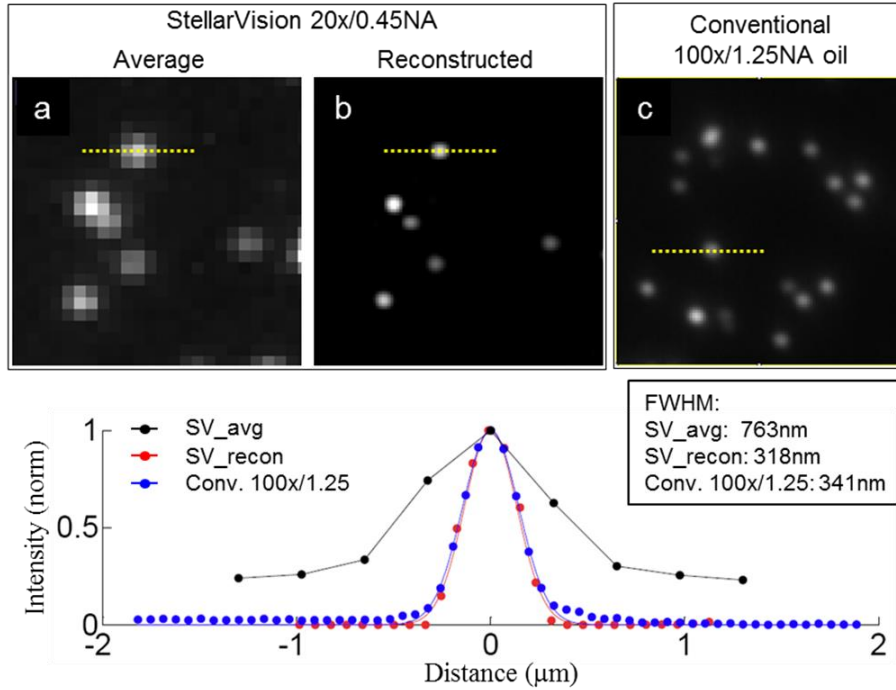 StellarVision 20x/0.45NA
Average
Reconstructed
Conventional
100x/1.25NA oil
a
b
c
FWHM:
SV_avg: 763nm
SV_recon: 318nm
Conv. 100x/1.25: 341nm
SV_avg
SV_recon
Conv. 100x/1.25
Intensity (norm)
1
0.5
0
-2
-1
0
1
2
Distance (μm)